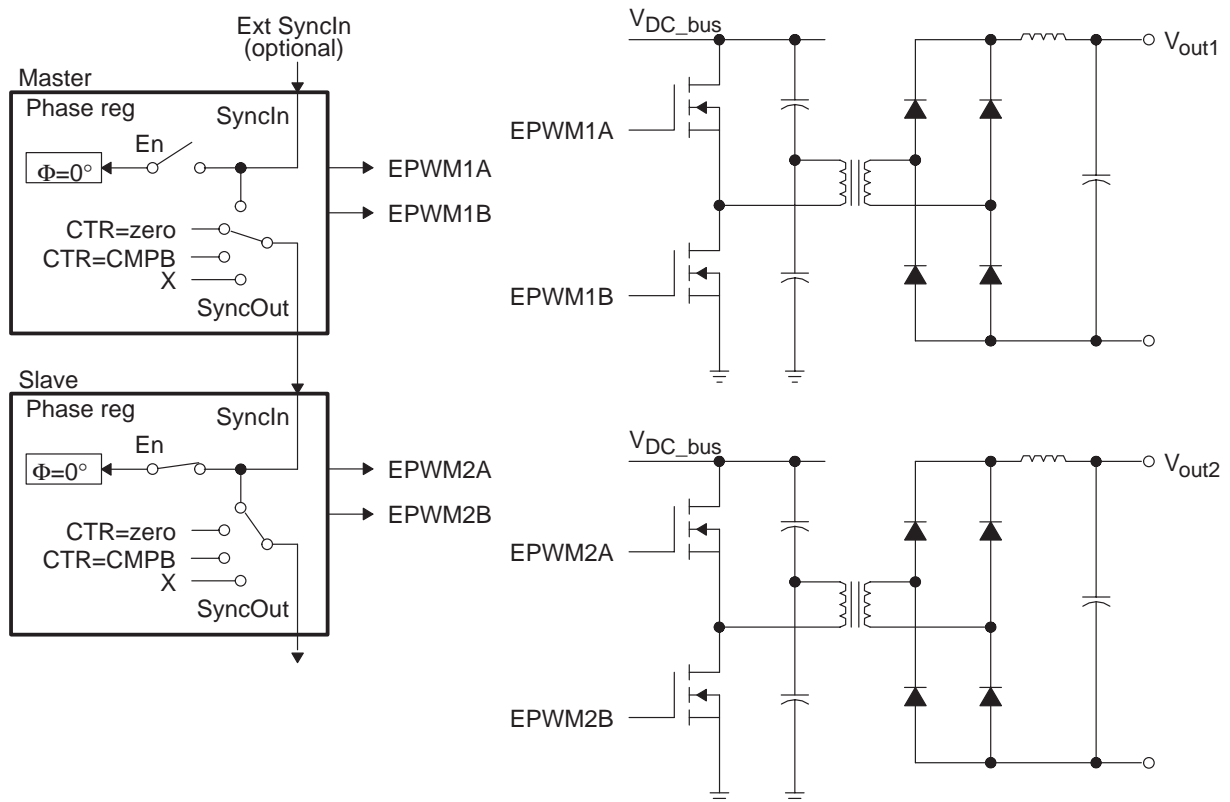 Ext SyncIn
(optional)
Master
Phase reg
SyncIn
En
Φ=0°
EPWM1A
EPWM1B
CTR=zero
CTR=CMPB
X
SyncOut
Slave
Phase reg
SyncIn
En
Φ=0°
EPWM2A
EPWM2B
CTR=zero
CTR=CMPB
X
SyncOut
VDC_bus
Vout1
EPWM1A
EPWM1B
VDC_bus
Vout2
EPWM2A
EPWM2B